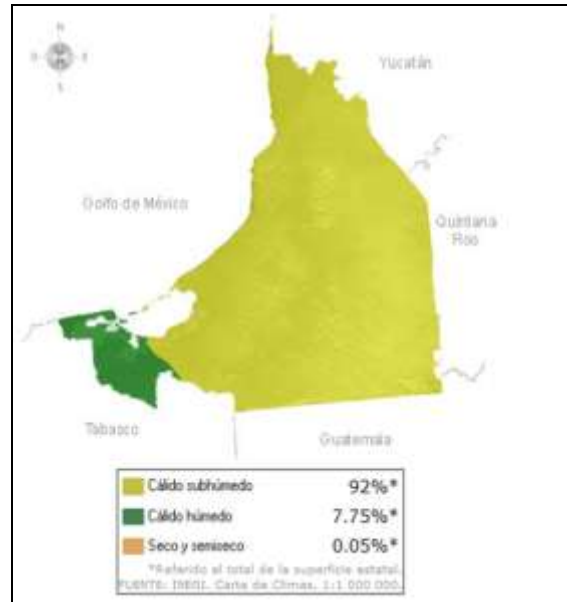 N
E
S
Yucatán
Golfo de México
Quintana
Roo
Tabasco
Guatemala
Cálido subhúmedo 92%*
Cálido húmedo 7.75%*
Seco y semiseco 0.05%*
*Referido al total de la superficie estatal.
FUENTE: INEGI. Carta de Climas, 1:1 000 000.